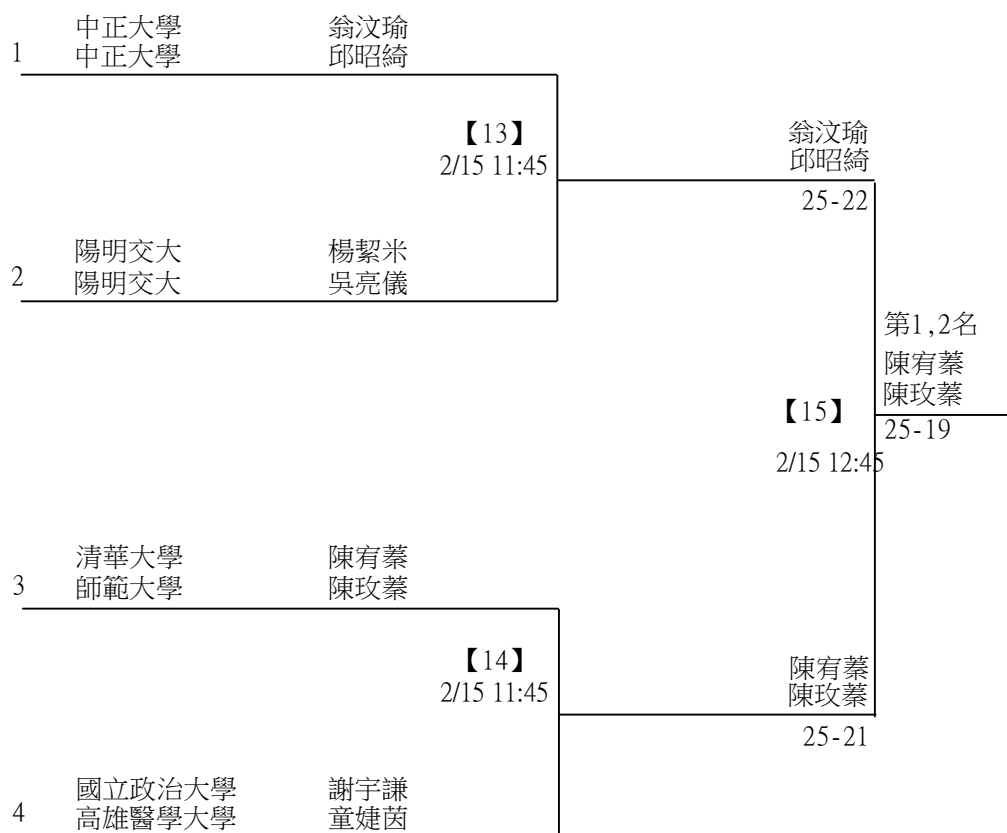 中正大學 翁汶瑜
1 中正大學 邱昭綺
【13】
2/15 11:45
翁汶瑜
邱昭綺
25-22
陽明交大 楊絜米
2 陽明交大 吳亮儀
第1,2名
陳宥蓁
陳玫蓁
【15】
25-19
2/15 12:45
清華大學 陳宥蓁
3 師範大學 陳玫蓁
【14】
2/15 11:45
陳宥蓁
陳玫蓁
25-21
國立政治大學 謝宇謙
4 高雄醫學大學 童婕茵